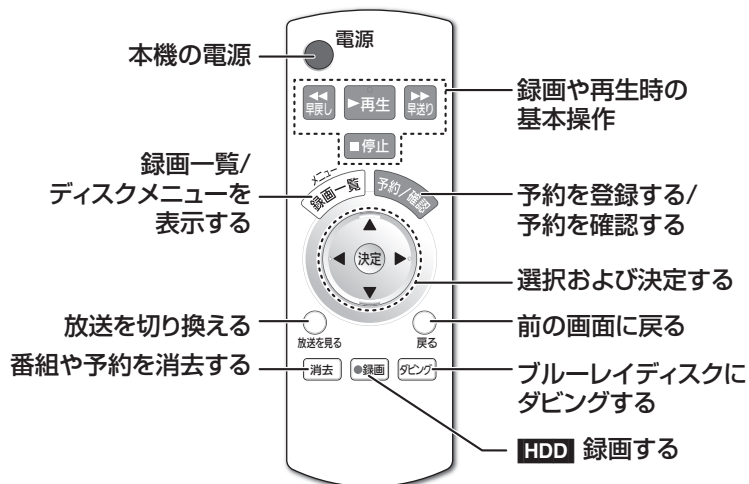 電源
本機の電源
◀◀
早戻し
▶再生
▶▶
早送り
録画や再生時の
基本操作
■停止
録画一覧/
ディスクメニューを
表示する
メニュー
録画一覧
予約/確認
予約を登録する/
予約を確認する
▲
◀
決定
▶
▼
選択および決定する
放送を切り換える
放送を見る
戻る
前の画面に戻る
番組や予約を消去する
消去
●録画
ダビング
ブルーレイディスクに
ダビングする
HDD 録画する